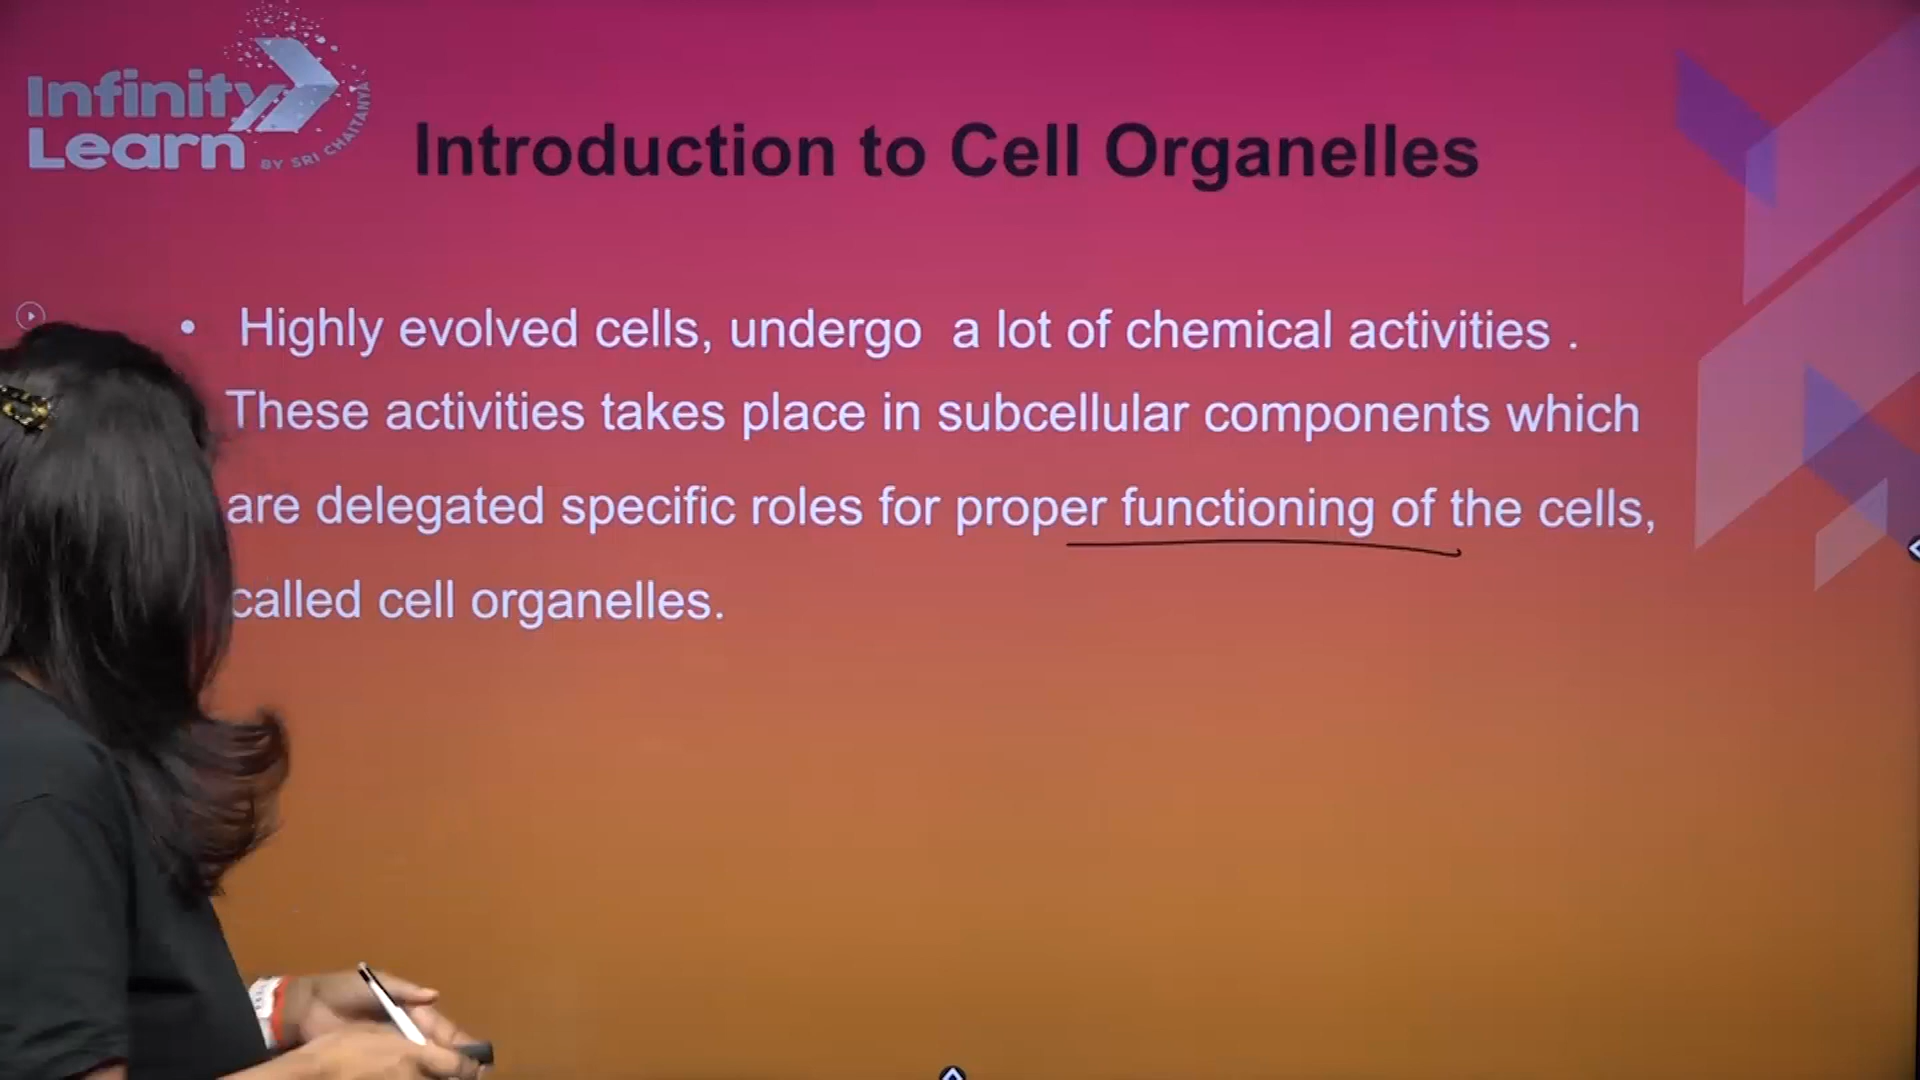 Infinity
Learn
BY SRI CHAITANYA
Introduction to Cell Organelles
• Highly evolved cells, undergo a lot of chemical activities .
These activities takes place in subcellular components which
are delegated specific roles for proper functioning of the cells,
called cell organelles.